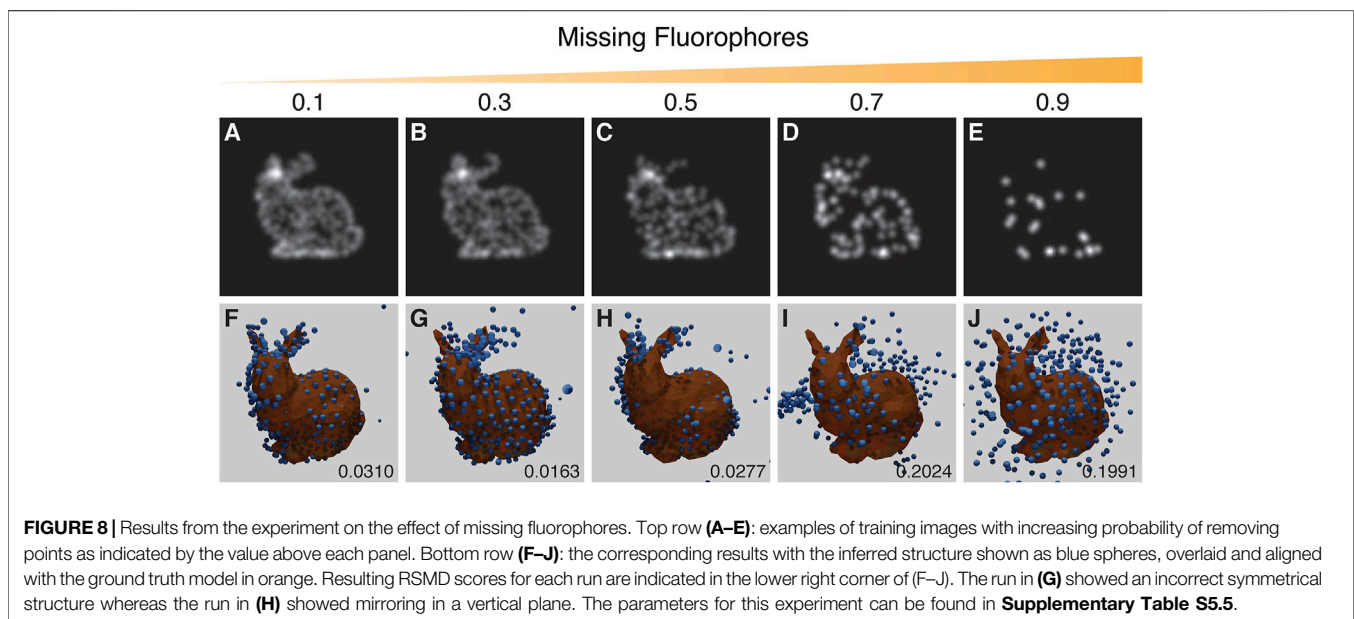 Missing Fluorophores
0.1 0.3 0.5 0.7 0.9
A B C D E
F G H I J
0.0310 0.0163 0.0277 0.2024 0.1991
FIGURE 8 | Results from the experiment on the effect of missing fluorophores. Top row (A–E): examples of training images with increasing probability of removing
points as indicated by the value above each panel. Bottom row (F–J): the corresponding results with the inferred structure shown as blue spheres, overlaid and aligned
with the ground truth model in orange. Resulting RSMD scores for each run are indicated in the lower right corner of (F–J). The run in (G) showed an incorrect symmetrical
structure whereas the run in (H) showed mirroring in a vertical plane. The parameters for this experiment can be found in Supplementary Table S5.5.